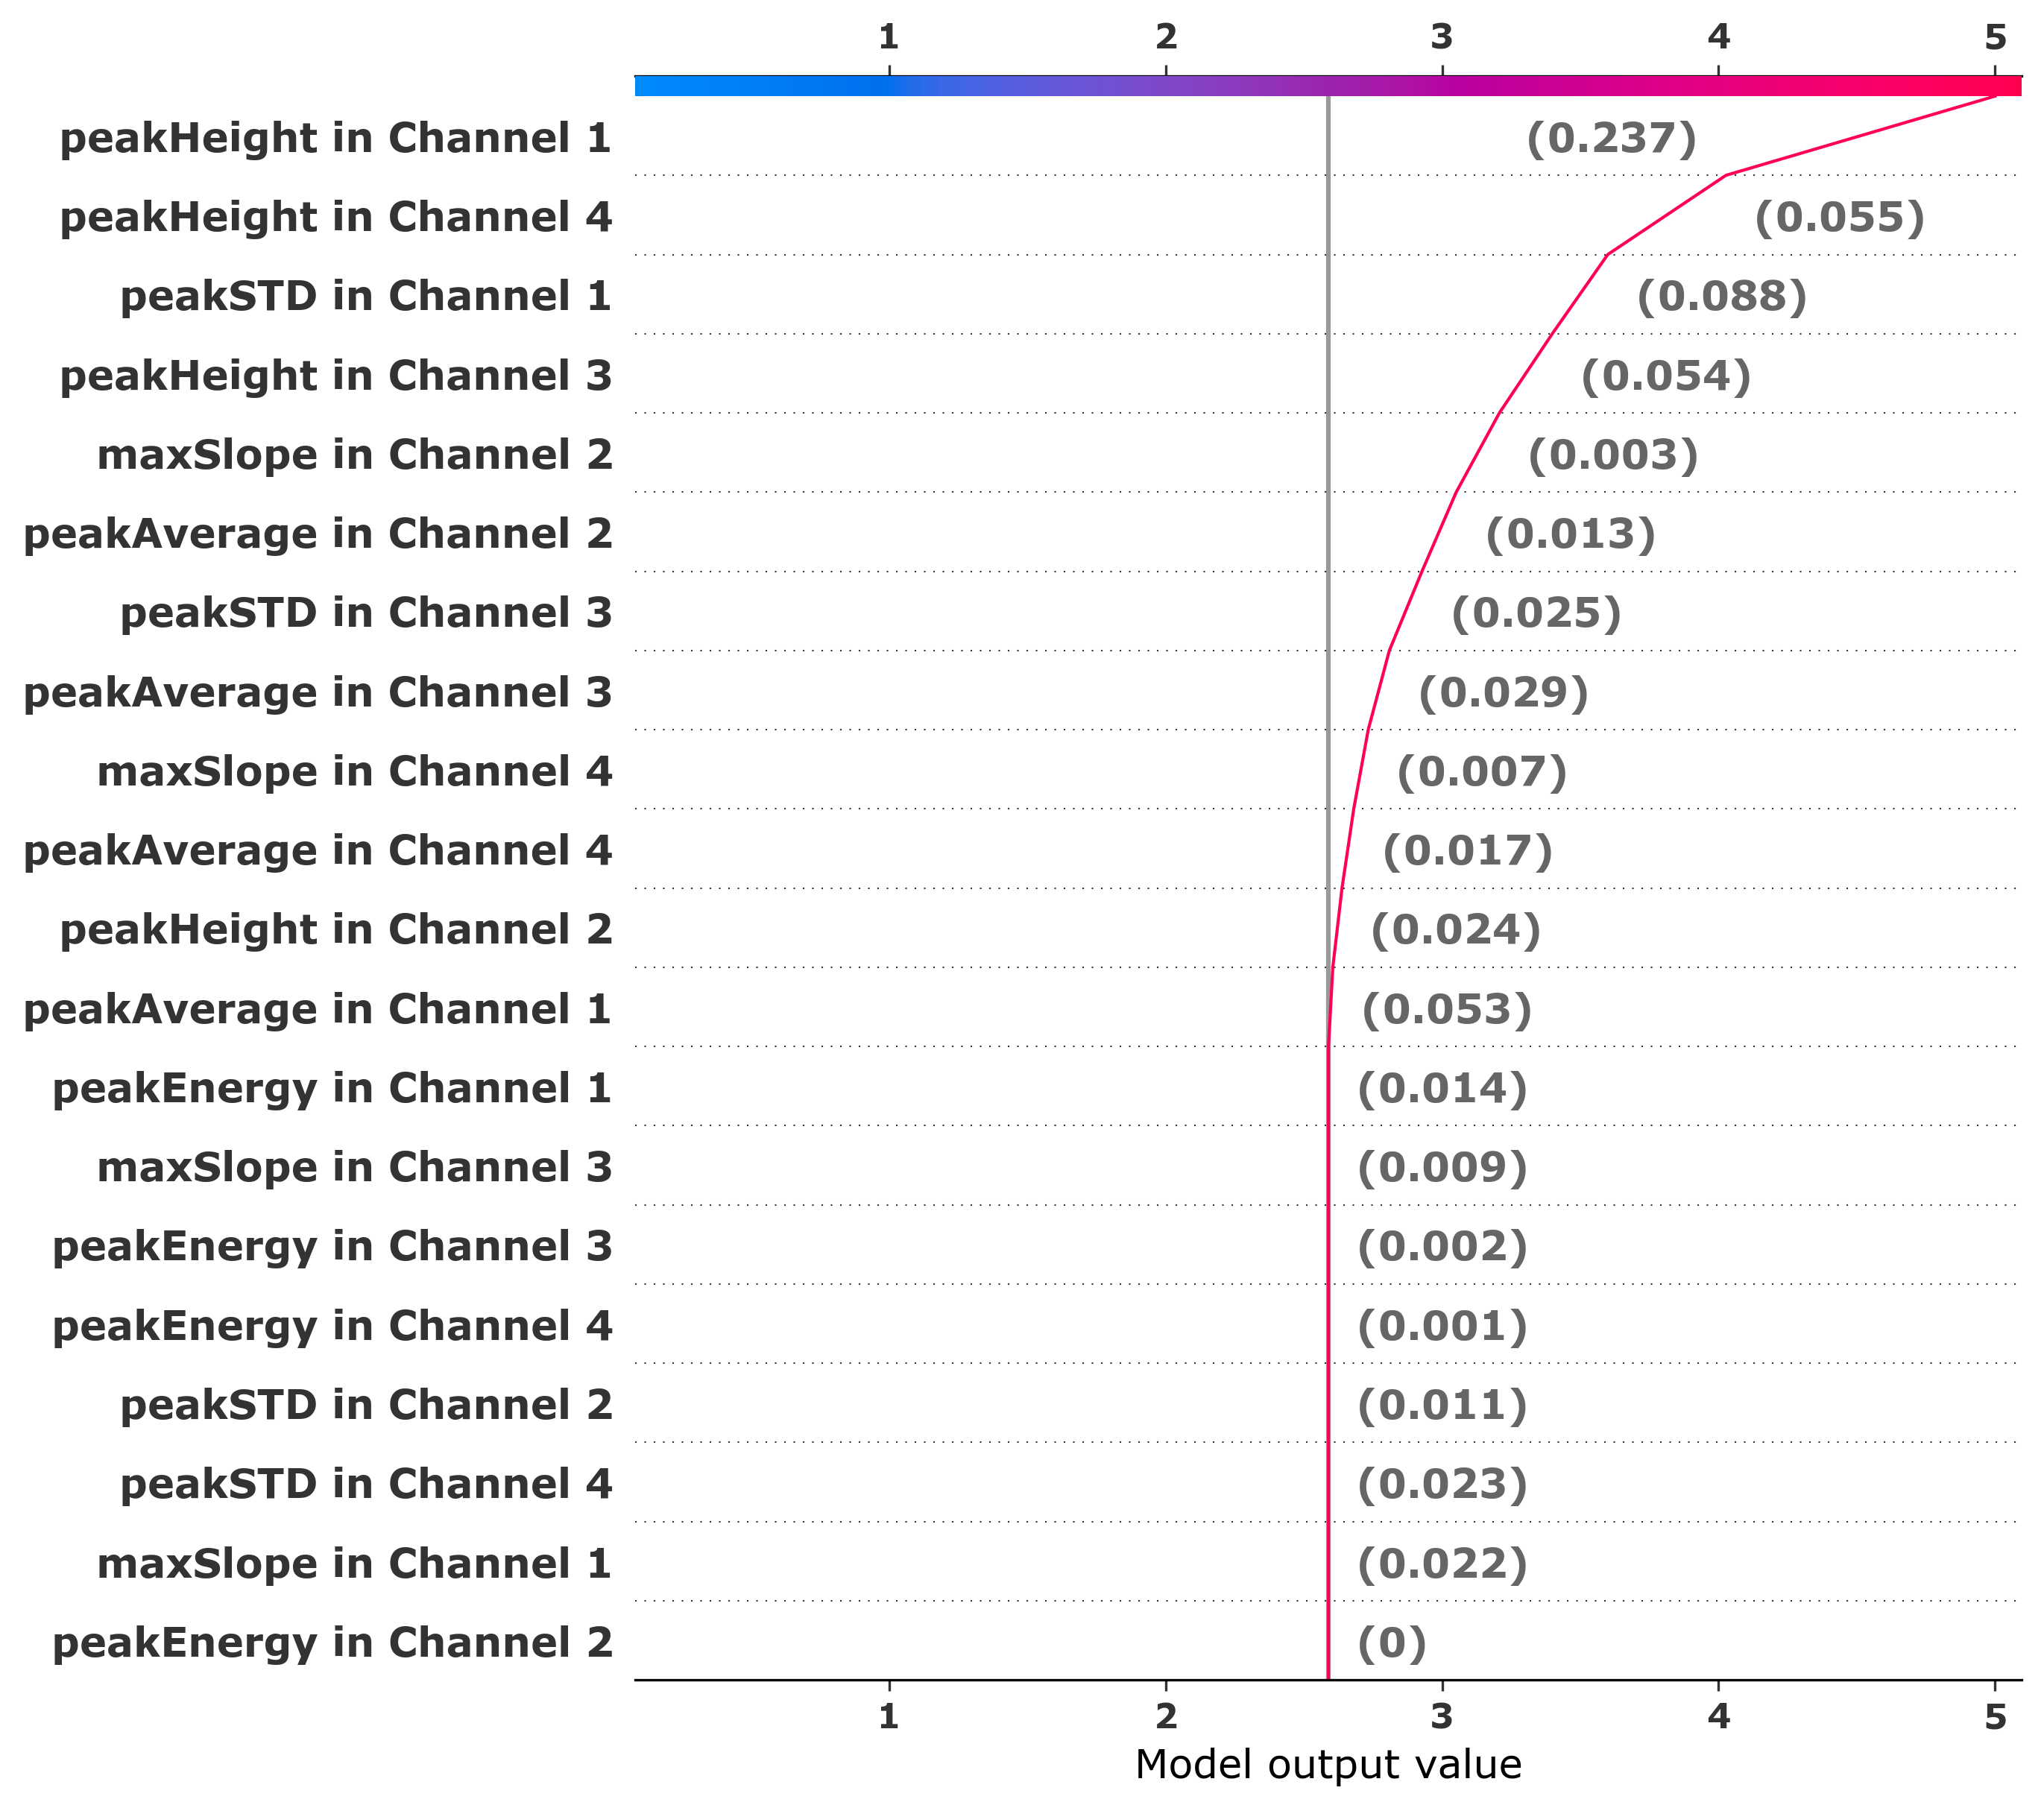 1 2 3 4 5
peakHeight in Channel 1 (0.237)
peakHeight in Channel 4 (0.055)
peakSTD in Channel 1 (0.088)
peakHeight in Channel 3 (0.054)
maxSlope in Channel 2 (0.003)
peakAverage in Channel 2 (0.013)
peakSTD in Channel 3 (0.025)
peakAverage in Channel 3 (0.029)
maxSlope in Channel 4 (0.007)
peakAverage in Channel 4 (0.017)
peakHeight in Channel 2 (0.024)
peakAverage in Channel 1 (0.053)
peakEnergy in Channel 1 (0.014)
maxSlope in Channel 3 (0.009)
peakEnergy in Channel 3 (0.002)
peakEnergy in Channel 4 (0.001)
peakSTD in Channel 2 (0.011)
peakSTD in Channel 4 (0.023)
maxSlope in Channel 1 (0.022)
peakEnergy in Channel 2 (0)
1 2 3 4 5
Model output value